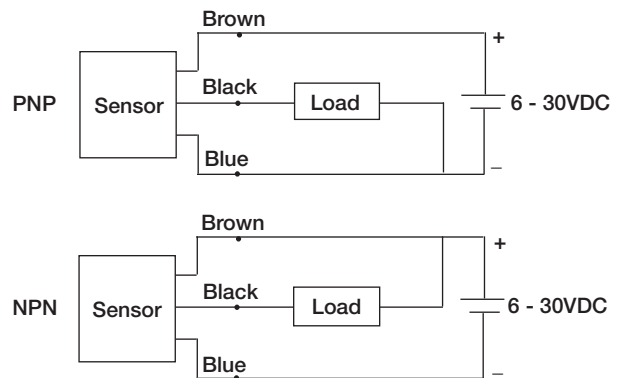 Brown
+
Black
PNP
Sensor
Load
6 - 30VDC
Blue
–
Brown
+
Black
NPN
Sensor
Load
6 - 30VDC
Blue
–